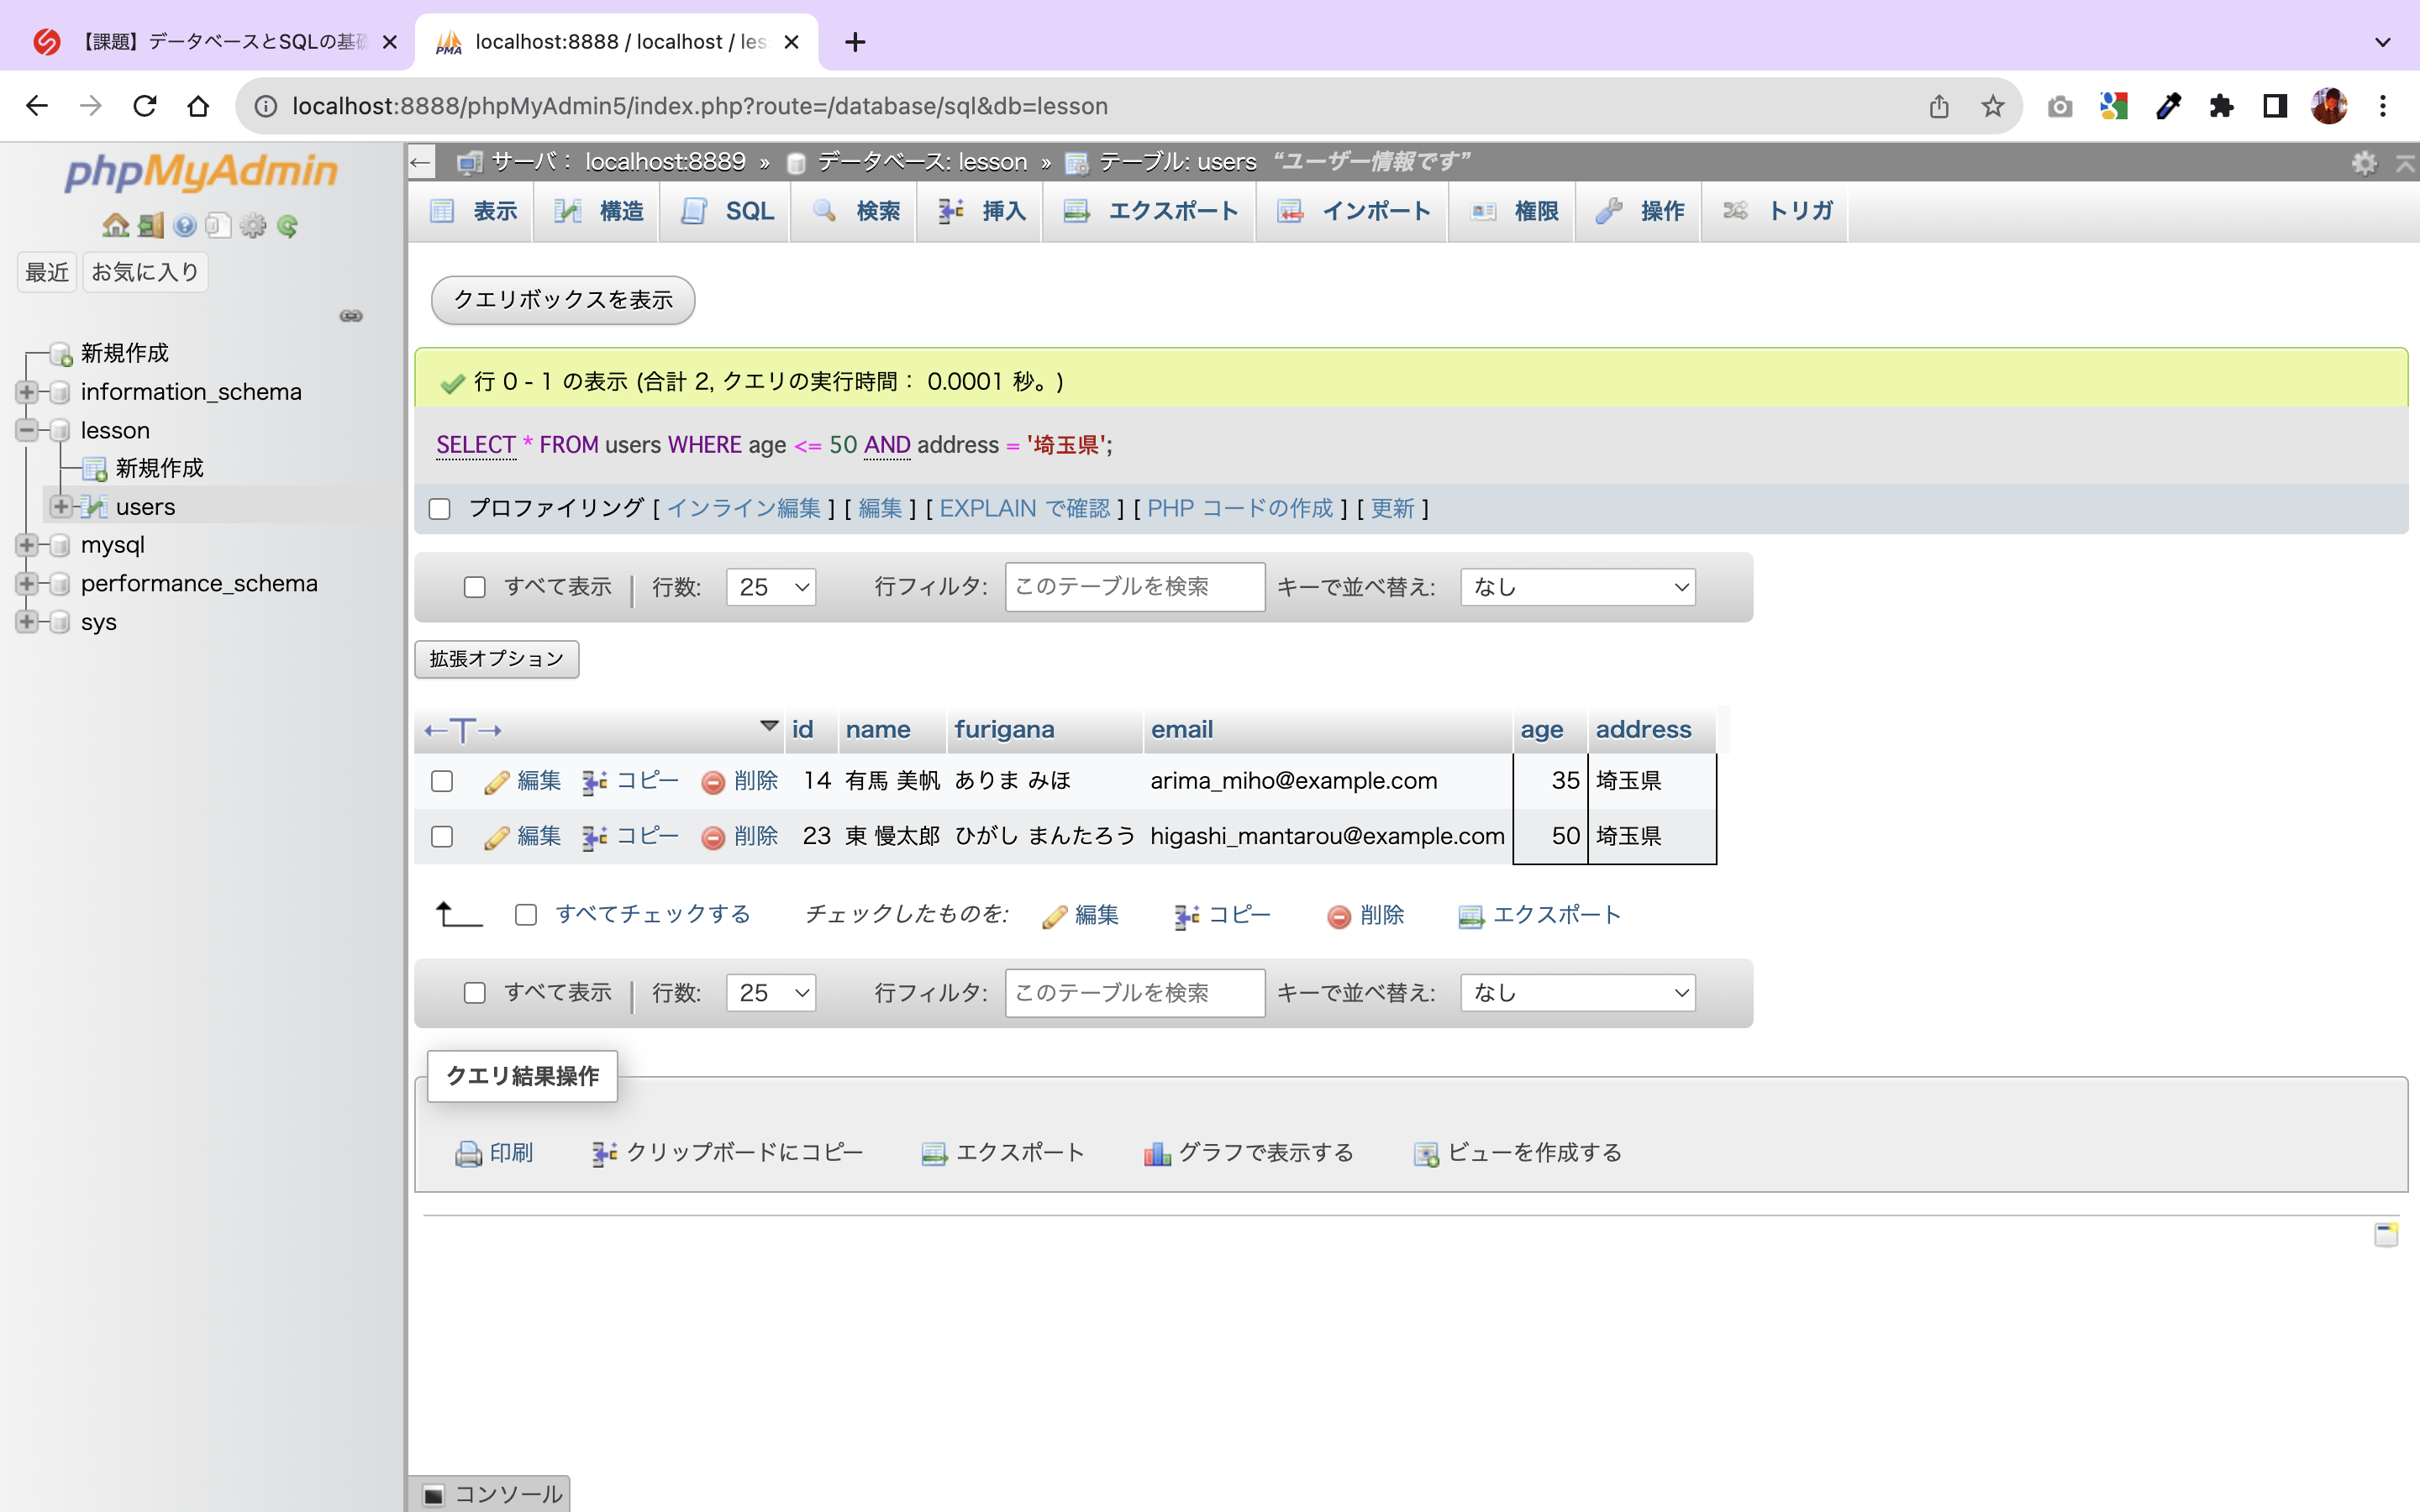 【課題】データベースとSQLの基礎
localhost:8888 / localhost / les
localhost:8888/phpMyAdmin5/index.php?route=/database/sql&db=lesson
phpMyAdmin
最近 お気に入り
新規作成
information_schema
lesson
新規作成
users
mysql
performance_schema
sys
サーバ： localhost:8889 » データベース: lesson » テーブル: users “ユーザー情報です”
表示 構造 SQL 検索 挿入 エクスポート インポート 権限 操作 トリガ
クエリボックスを表示
行 0 - 1 の表示 (合計 2, クエリの実行時間： 0.0001 秒。)
SELECT * FROM users WHERE age <= 50 AND address = '埼玉県';
プロファイリング [ インライン編集 ] [ 編集 ] [ EXPLAIN で確認 ] [ PHP コードの作成 ] [ 更新 ]
すべて表示 | 行数: 25 行フィルタ: このテーブルを検索 キーで並べ替え: なし
拡張オプション
←T→ id name furigana email age address
編集 コピー 削除 14 有馬 美帆 ありま みほ arima_miho@example.com 35 埼玉県
編集 コピー 削除 23 東 慢太郎 ひがし まんたろう higashi_mantarou@example.com 50 埼玉県
すべてチェックする チェックしたものを: 編集 コピー 削除 エクスポート
すべて表示 | 行数: 25 行フィルタ: このテーブルを検索 キーで並べ替え: なし
クエリ結果操作
印刷 クリップボードにコピー エクスポート グラフで表示する ビューを作成する
コンソール